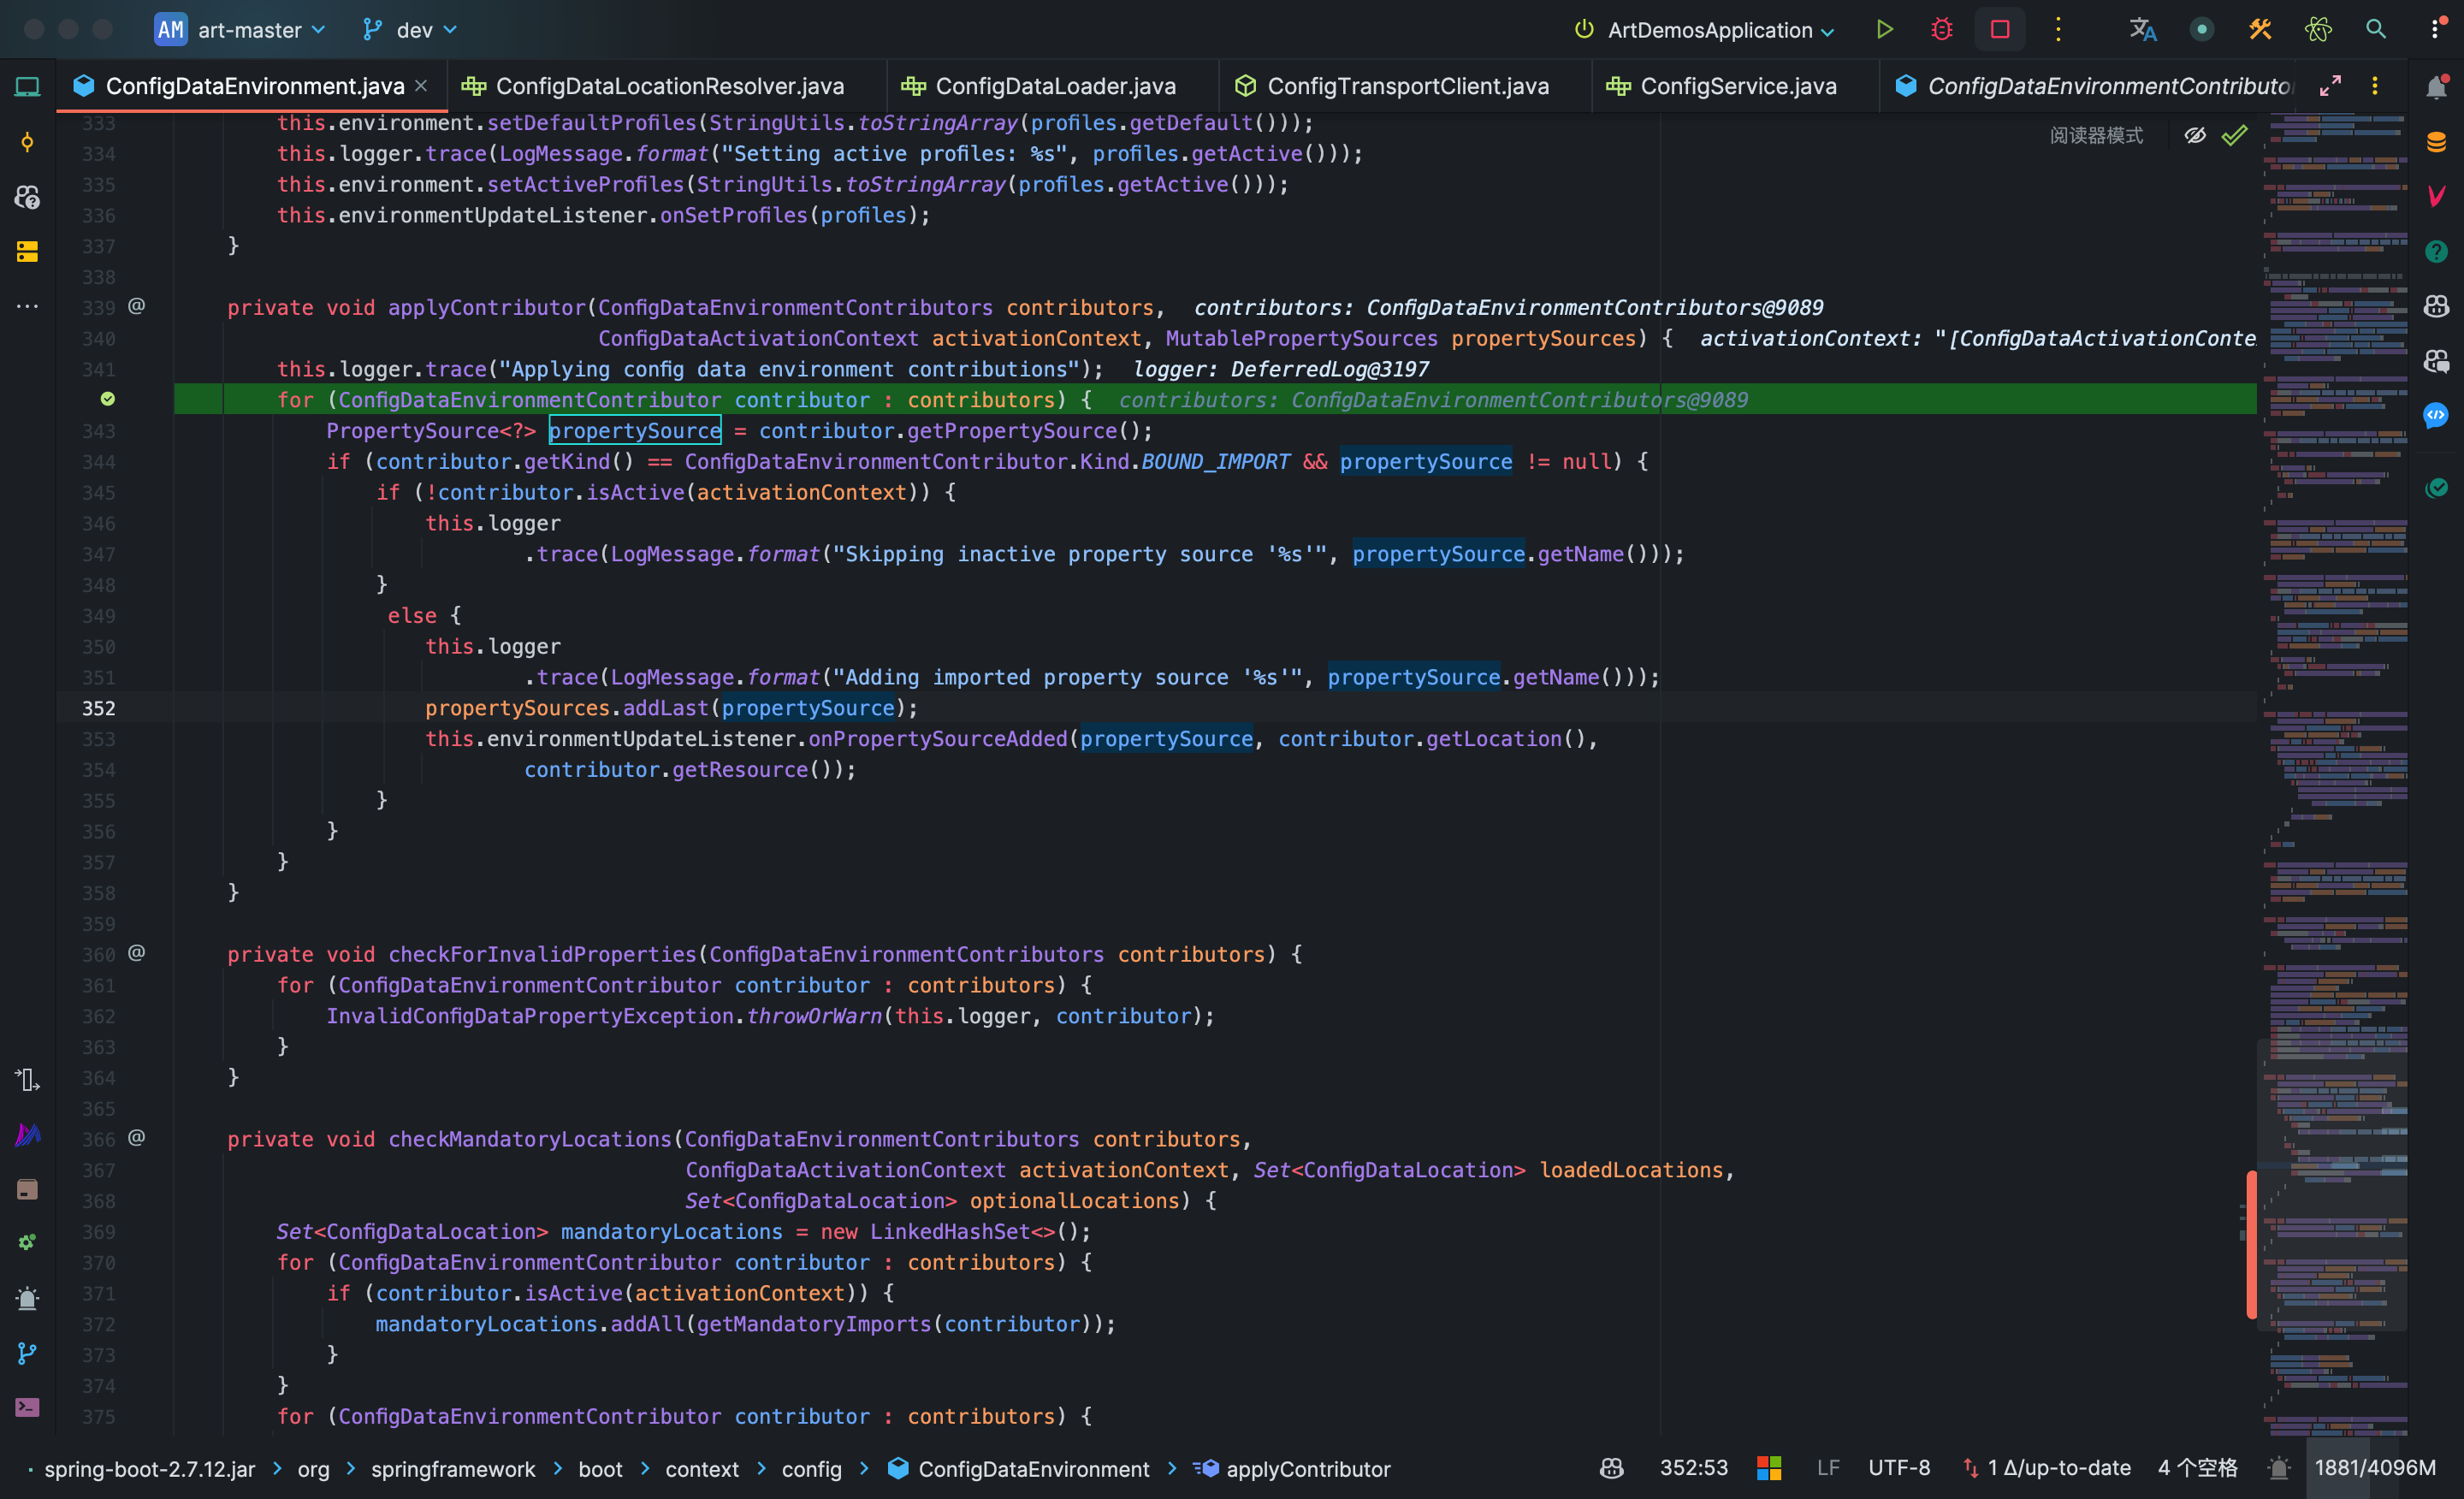 AM art-master dev ArtDemosApplication
ConfigDataEnvironment.java ConfigDataLocationResolver.java ConfigDataLoader.java ConfigTransportClient.java ConfigService.java ConfigDataEnvironmentContributo
阅读器模式
333 this.environment.setDefaultProfiles(StringUtils.toStringArray(profiles.getDefault()));
334 this.logger.trace(LogMessage.format("Setting active profiles: %s", profiles.getActive()));
335 this.environment.setActiveProfiles(StringUtils.toStringArray(profiles.getActive()));
336 this.environmentUpdateListener.onSetProfiles(profiles);
337 }
338
339 @ private void applyContributor(ConfigDataEnvironmentContributors contributors, contributors: ConfigDataEnvironmentContributors@9089
340 ConfigDataActivationContext activationContext, MutablePropertySources propertySources) { activationContext: "[ConfigDataActivationConte
341 this.logger.trace("Applying config data environment contributions"); logger: DeferredLog@3197
for (ConfigDataEnvironmentContributor contributor : contributors) { contributors: ConfigDataEnvironmentContributors@9089
343 PropertySource<?> propertySource = contributor.getPropertySource();
344 if (contributor.getKind() == ConfigDataEnvironmentContributor.Kind.BOUND_IMPORT && propertySource != null) {
345 if (!contributor.isActive(activationContext)) {
346 this.logger
347 .trace(LogMessage.format("Skipping inactive property source '%s'", propertySource.getName()));
348 }
349 else {
350 this.logger
351 .trace(LogMessage.format("Adding imported property source '%s'", propertySource.getName()));
352 propertySources.addLast(propertySource);
353 this.environmentUpdateListener.onPropertySourceAdded(propertySource, contributor.getLocation(),
354 contributor.getResource());
355 }
356 }
357 }
358 }
359
360 @ private void checkForInvalidProperties(ConfigDataEnvironmentContributors contributors) {
361 for (ConfigDataEnvironmentContributor contributor : contributors) {
362 InvalidConfigDataPropertyException.throwOrWarn(this.logger, contributor);
363 }
364 }
365
366 @ private void checkMandatoryLocations(ConfigDataEnvironmentContributors contributors,
367 ConfigDataActivationContext activationContext, Set<ConfigDataLocation> loadedLocations,
368 Set<ConfigDataLocation> optionalLocations) {
369 Set<ConfigDataLocation> mandatoryLocations = new LinkedHashSet<>();
370 for (ConfigDataEnvironmentContributor contributor : contributors) {
371 if (contributor.isActive(activationContext)) {
372 mandatoryLocations.addAll(getMandatoryImports(contributor));
373 }
374 }
375 for (ConfigDataEnvironmentContributor contributor : contributors) {
spring-boot-2.7.12.jar > org > springframework > boot > context > config > ConfigDataEnvironment > applyContributor 352:53 LF UTF-8 1 Δ/up-to-date 4 个空格 1881/4096M